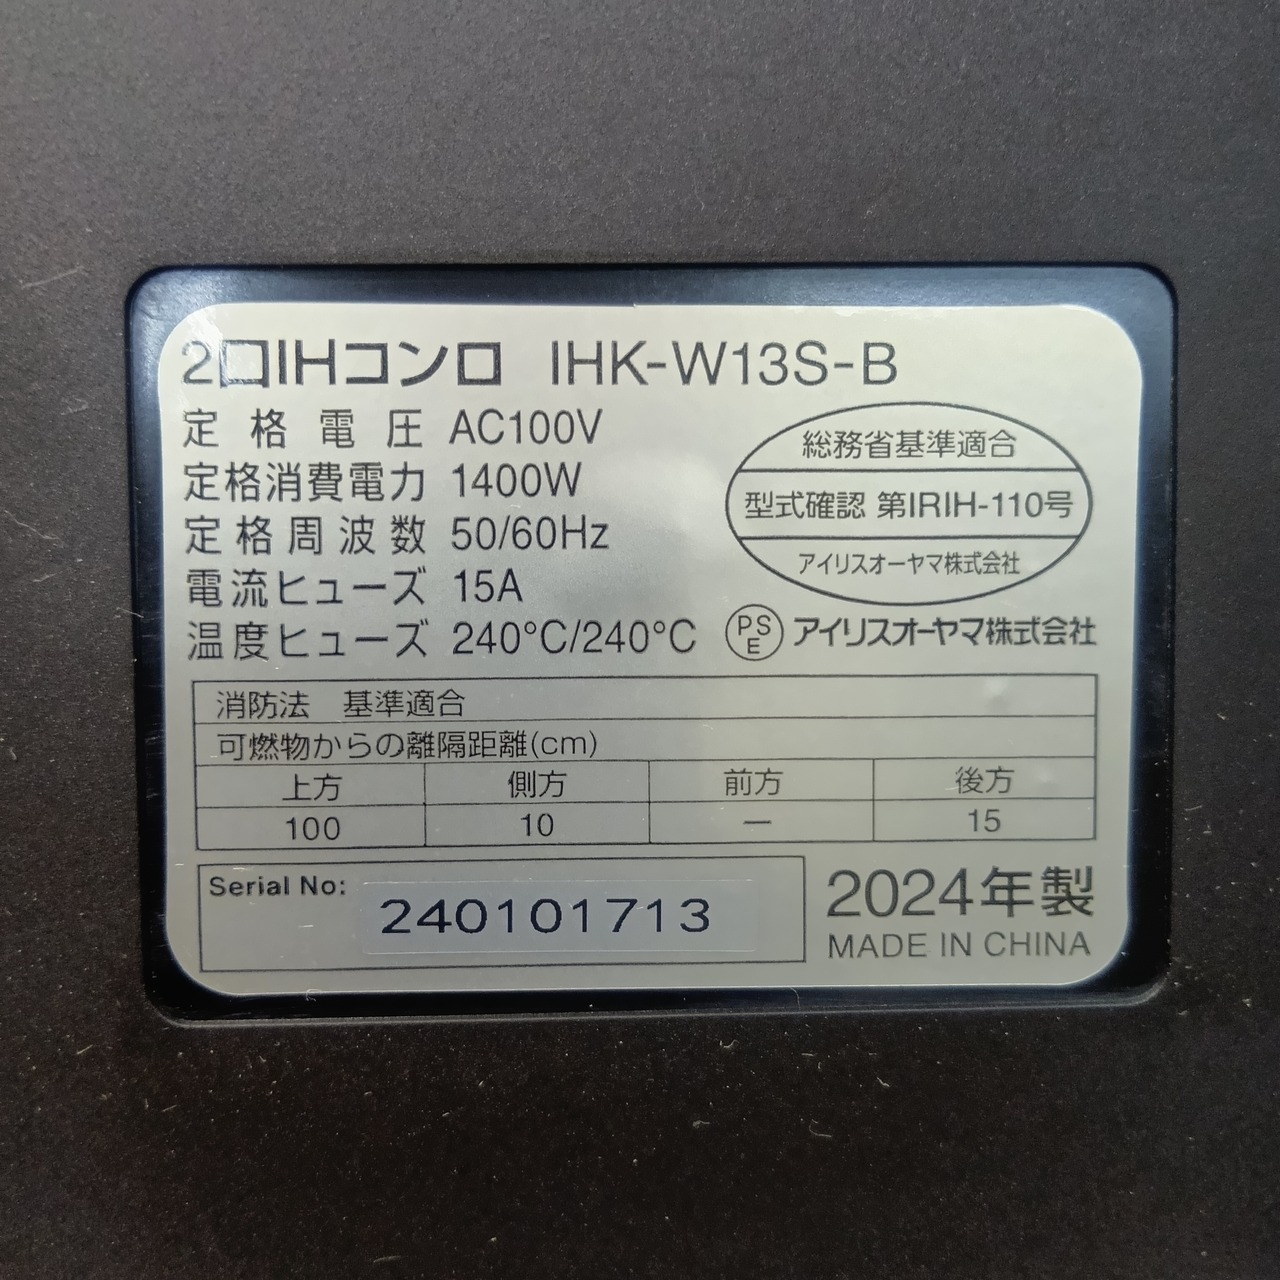 2口IHコンロ IHK-W13S-B
定格電圧 AC100V
定格消費電力 1400W
定格周波数 50/60Hz
電流ヒューズ 15A
温度ヒューズ 240°C/240°C
総務省基準適合
型式確認 第IRIH-110号
アイリスオーヤマ株式会社
PSE アイリスオーヤマ株式会社
消防法 基準適合
可燃物からの離隔距離(cm)
上方 側方 前方 後方
100 10 ー 15
Serial No: 240101713
2024年製
MADE IN CHINA